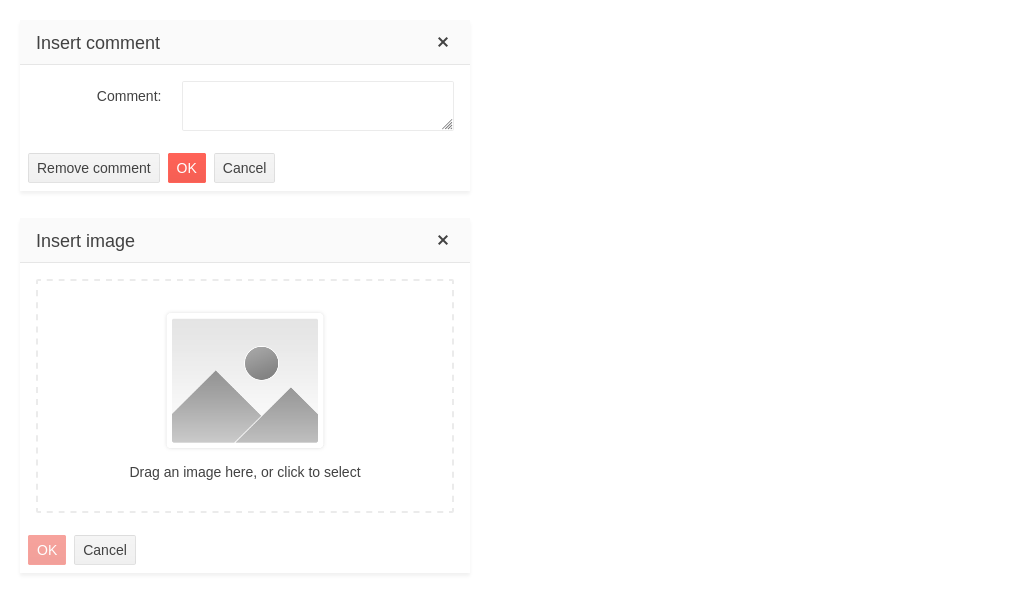 Insert comment
Comment:
Remove comment OK Cancel
Insert image
Drag an image here, or click to select
OK Cancel